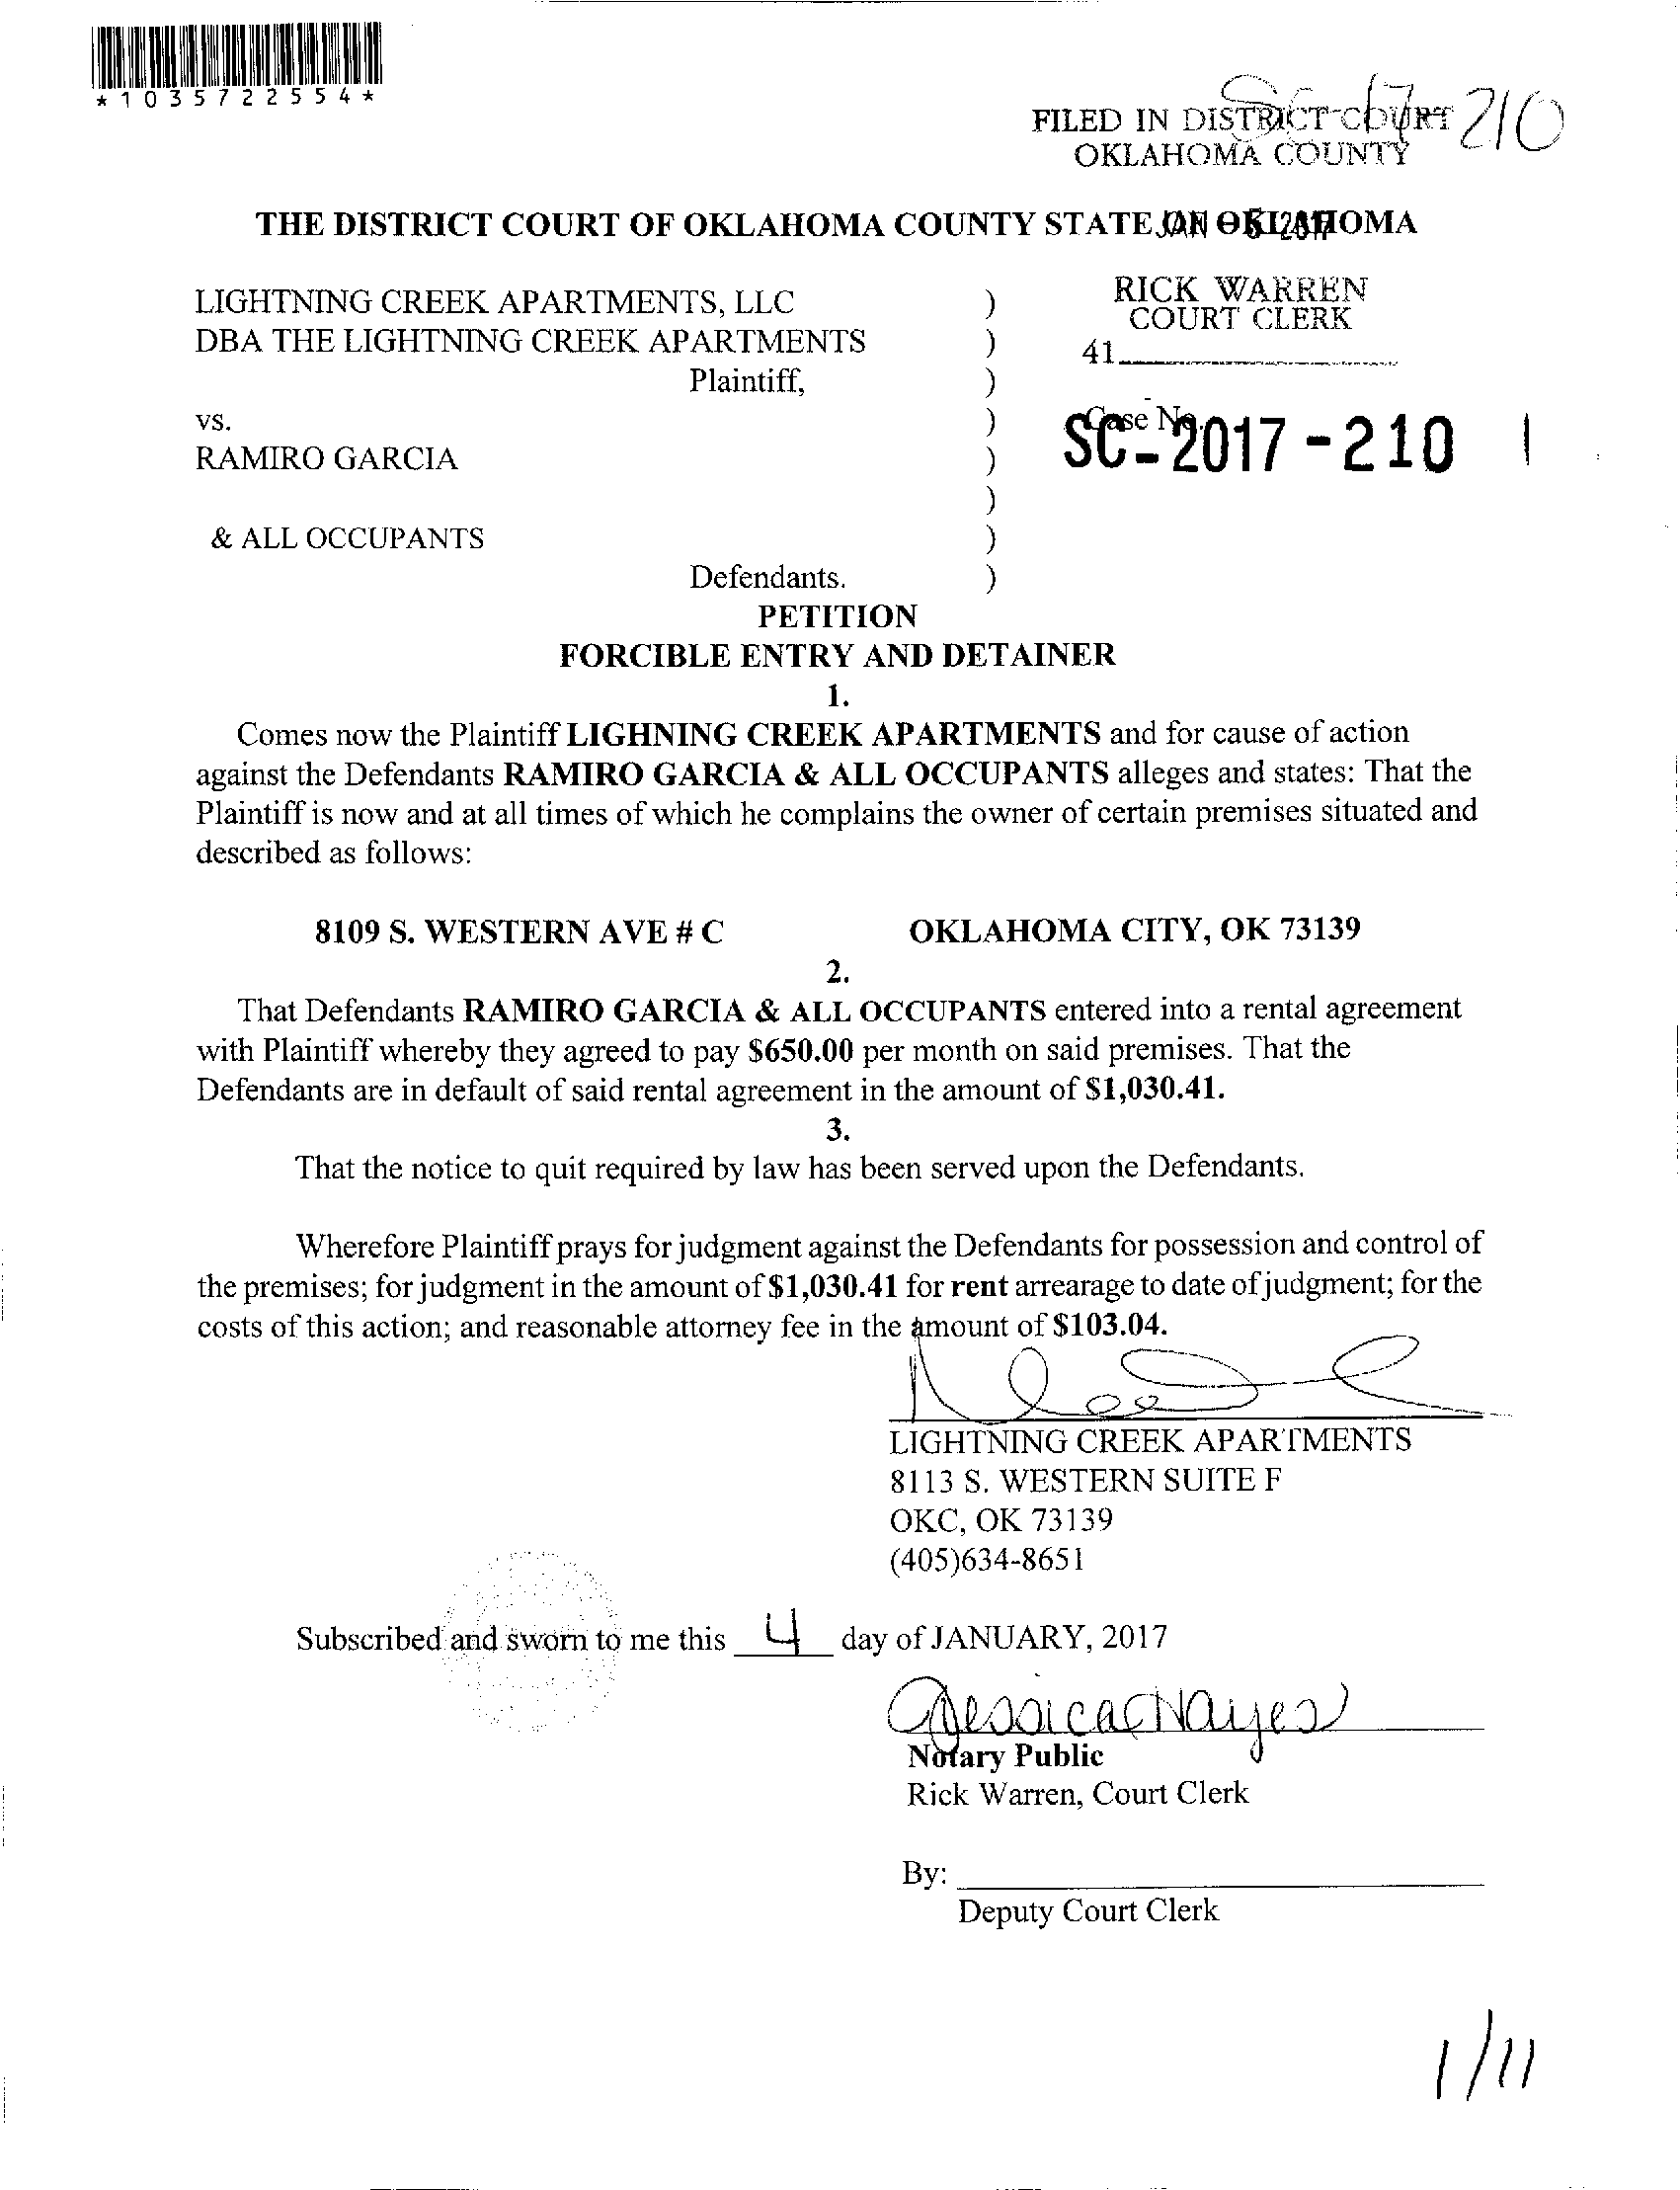 *1035722554*
SC-17-210
FILED IN DISTRICT COURT
OKLAHOMA COUNTY
THE DISTRICT COURT OF OKLAHOMA COUNTY STATE OF OKLAHOMA
JAN 5 2017
LIGHTNING CREEK APARTMENTS, LLC )
RICK WARREN
COURT CLERK
DBA THE LIGHTNING CREEK APARTMENTS )
41
Plaintiff, )
vs. )
Case No.
SC-2017-210
RAMIRO GARCIA )
)
& ALL OCCUPANTS )
Defendants. )
PETITION
FORCIBLE ENTRY AND DETAINER
1.
Comes now the Plaintiff LIGHNING CREEK APARTMENTS and for cause of action
against the Defendants RAMIRO GARCIA & ALL OCCUPANTS alleges and states: That the
Plaintiff is now and at all times of which he complains the owner of certain premises situated and
described as follows:
8109 S. WESTERN AVE # C OKLAHOMA CITY, OK 73139
2.
That Defendants RAMIRO GARCIA & ALL OCCUPANTS entered into a rental agreement
with Plaintiff whereby they agreed to pay $650.00 per month on said premises. That the
Defendants are in default of said rental agreement in the amount of $1,030.41.
3.
That the notice to quit required by law has been served upon the Defendants.
Wherefore Plaintiff prays for judgment against the Defendants for possession and control of
the premises; for judgment in the amount of $1,030.41 for rent arrearage to date of judgment; for the
costs of this action; and reasonable attorney fee in the amount of $103.04.
LIGHTNING CREEK APARTMENTS
8113 S. WESTERN SUITE F
OKC, OK 73139
(405)634-8651
Subscribed and sworn to me this 4 day of JANUARY, 2017
Jessica Hayes
Notary Public
Rick Warren, Court Clerk
By:
Deputy Court Clerk
1/11